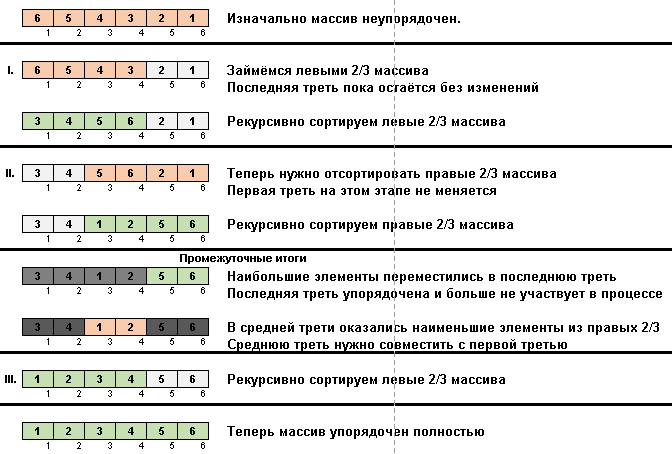 6 5 4 3 2 1 Изначально массив неупорядочен.
1 2 3 4 5 6
I. 6 5 4 3 2 1 Займёмся левыми 2/3 массива
1 2 3 4 5 6 Последняя треть пока остаётся без изменений
3 4 5 6 2 1 Рекурсивно сортируем левые 2/3 массива
1 2 3 4 5 6
II. 3 4 5 6 2 1 Теперь нужно отсортировать правые 2/3 массива
1 2 3 4 5 6 Первая треть на этом этапе не меняется
3 4 1 2 5 6 Рекурсивно сортируем правые 2/3 массива
1 2 3 4 5 6
Промежуточные итоги
3 4 1 2 5 6 Наибольшие элементы переместились в последнюю треть
1 2 3 4 5 6 Последняя треть упорядочена и больше не участвует в процессе
3 4 1 2 5 6 В средней трети оказались наименьшие элементы из правых 2/3
1 2 3 4 5 6 Среднюю треть нужно совместить с первой третью
III. 1 2 3 4 5 6 Рекурсивно сортируем левые 2/3 массива
1 2 3 4 5 6
1 2 3 4 5 6 Теперь массив упорядочен полностью
1 2 3 4 5 6